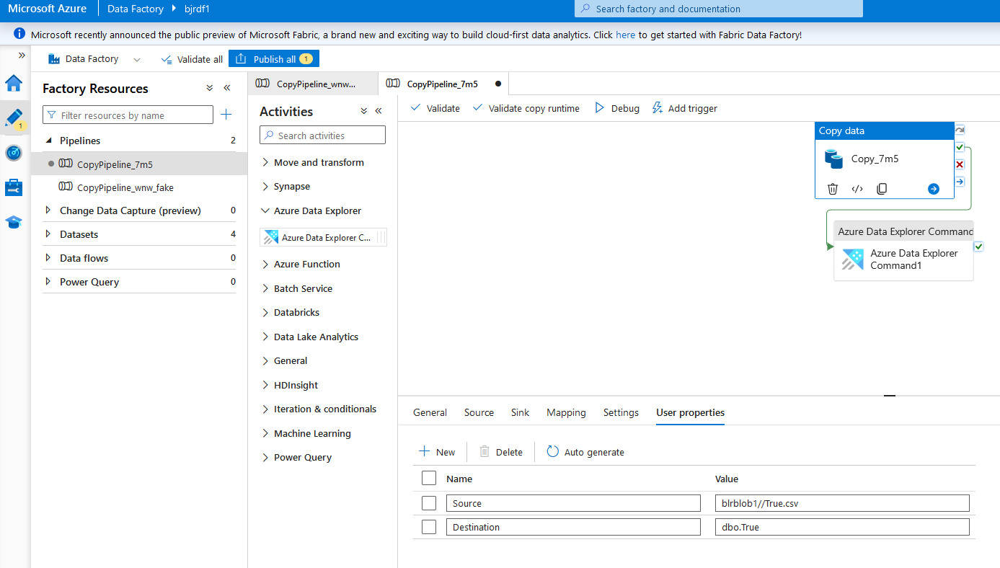 Microsoft Azure
Data Factory
bjrdf1
Search factory and documentation
Microsoft recently announced the public preview of Microsoft Fabric, a brand new and exciting way to build cloud-first data analytics. Click here to get started with Fabric Data Factory!
Data Factory
Validate all
Publish all 1
1
Factory Resources
Filter resources by name
Pipelines 2
CopyPipeline_7m5
CopyPipeline_wnw_fake
Change Data Capture (preview) 0
Datasets 4
Data flows 0
Power Query 0
CopyPipeline_wnw...
CopyPipeline_7m5
Activities
Search activities
Move and transform
Synapse
Azure Data Explorer
Azure Data Explorer C...
Azure Function
Batch Service
Databricks
Data Lake Analytics
General
HDInsight
Iteration & conditionals
Machine Learning
Power Query
Validate
Validate copy runtime
Debug
Add trigger
Copy data
Copy_7m5
Azure Data Explorer Command
Azure Data Explorer
Command1
General Source Sink Mapping Settings User properties
New Delete Auto generate
Name Value
Source blrblob1//True.csv
Destination dbo.True